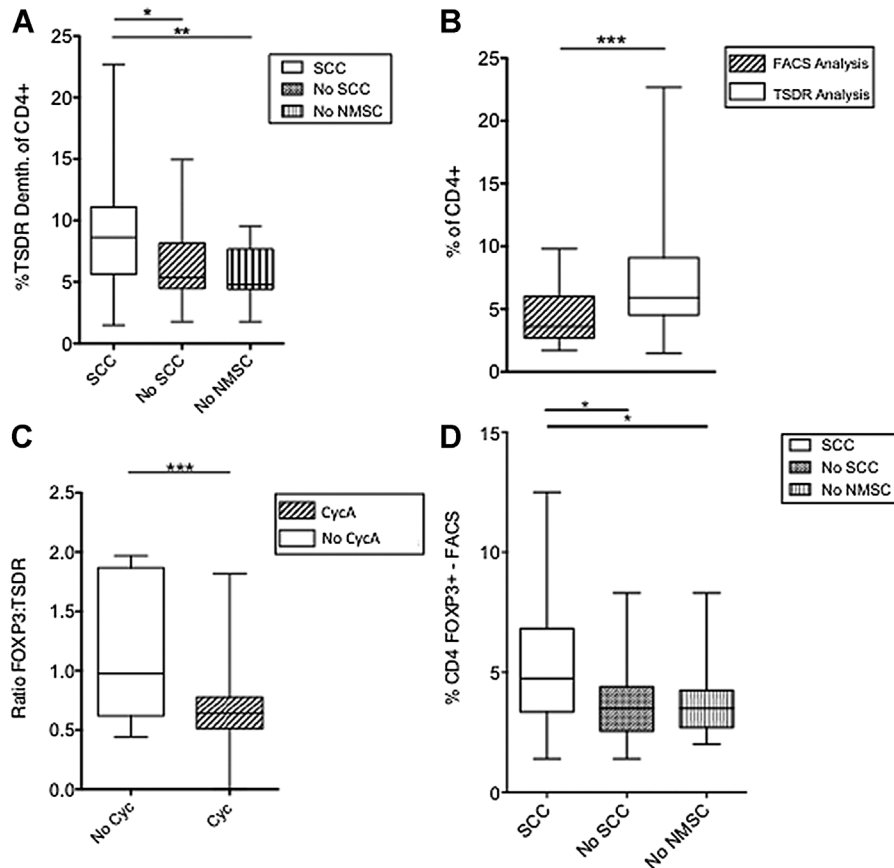 A
*
**
SCC
No SCC
No NMSC
%TSDR Demth. of CD4+
25
20
15
10
5
0
SCC
No SCC
No NMSC
B
***
FACS Analysis
TSDR Analysis
% of CD4+
25
20
15
10
5
0
C
***
CycA
No CycA
Ratio FOXP3:TSDR
2.5
2.0
1.5
1.0
0.5
0.0
No Cyc
Cyc
D
*
*
SCC
No SCC
No NMSC
% CD4 FOXP3+ - FACS
15
10
5
0
SCC
No SCC
No NMSC